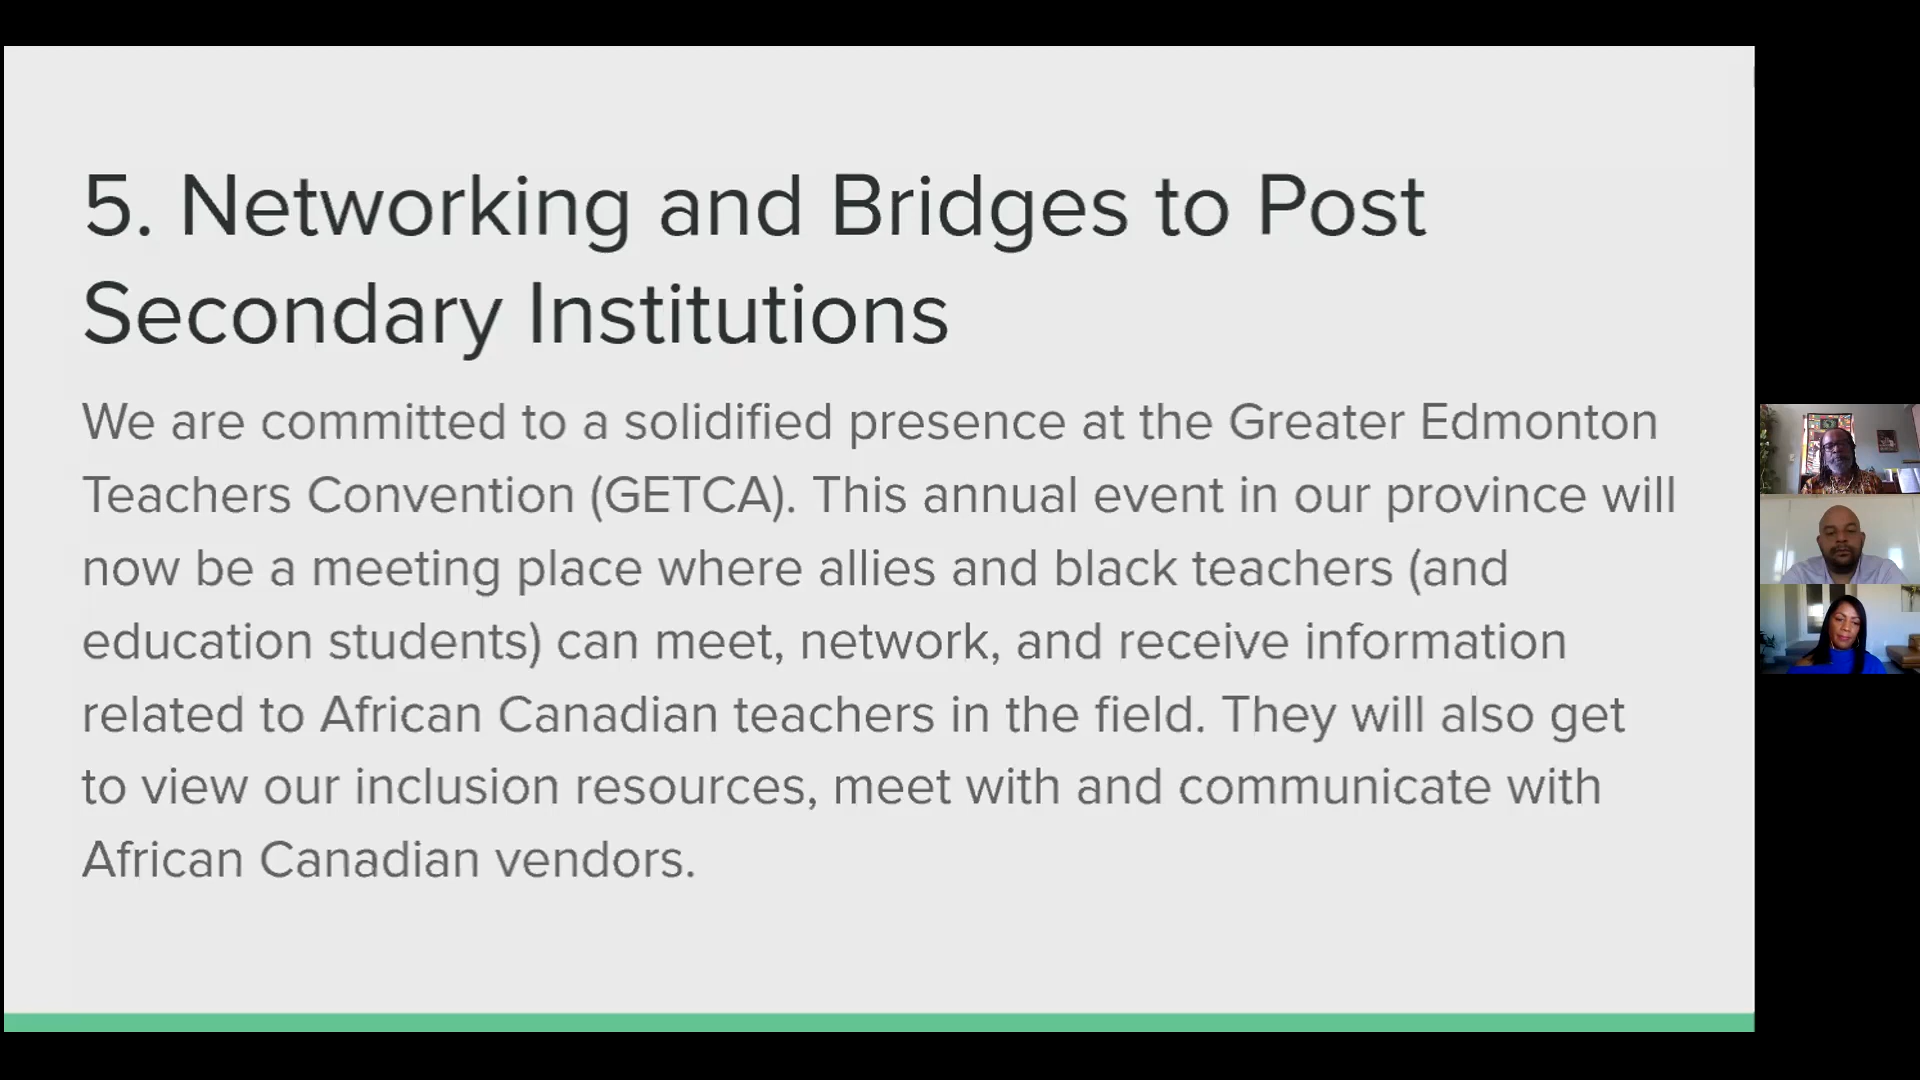 5. Networking and Bridges to Post
Secondary Institutions
We are committed to a solidified presence at the Greater Edmonton
Teachers Convention (GETCA). This annual event in our province will
now be a meeting place where allies and black teachers (and
education students) can meet, network, and receive information
related to African Canadian teachers in the field. They will also get
to view our inclusion resources, meet with and communicate with
African Canadian vendors.